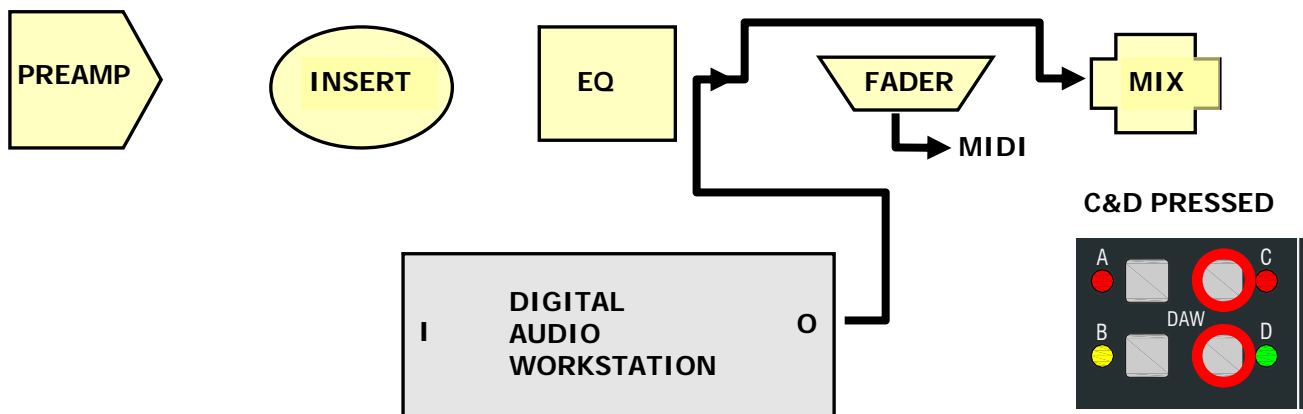 PREAMP
INSERT
EQ
FADER
MIX
MIDI
C&D PRESSED
A
C
DAW
B
D
I
DIGITAL
AUDIO
WORKSTATION
O